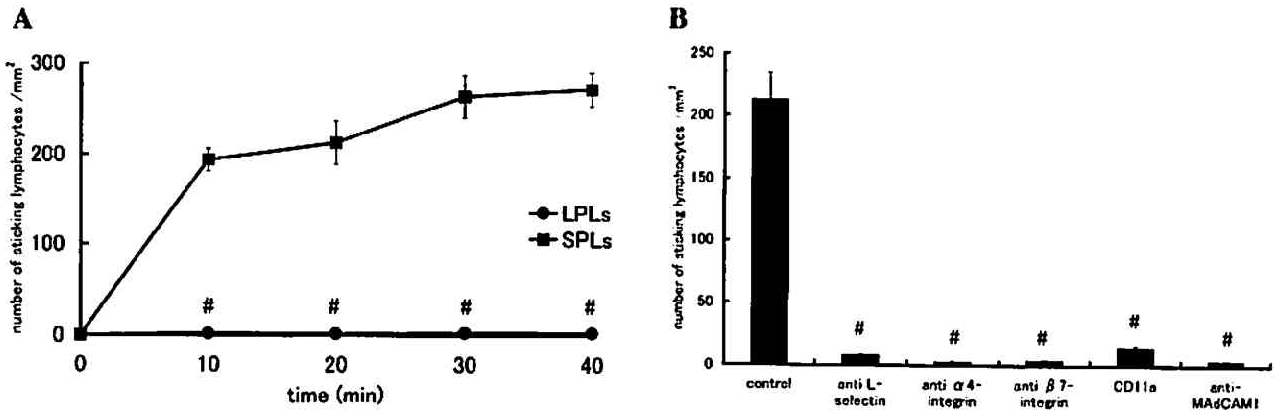 A
number of sticking lymphocytes /mm²
300
200
100
0
LPLs
SPLs
# # # #
0 10 20 30 40
time (min)
B
number of sticking lymphocytes /mm²
250
200
150
100
50
0
# # # # #
control anti L- anti α4- anti β7- CD11a anti-
selectin integrin integrin MAdCAM1